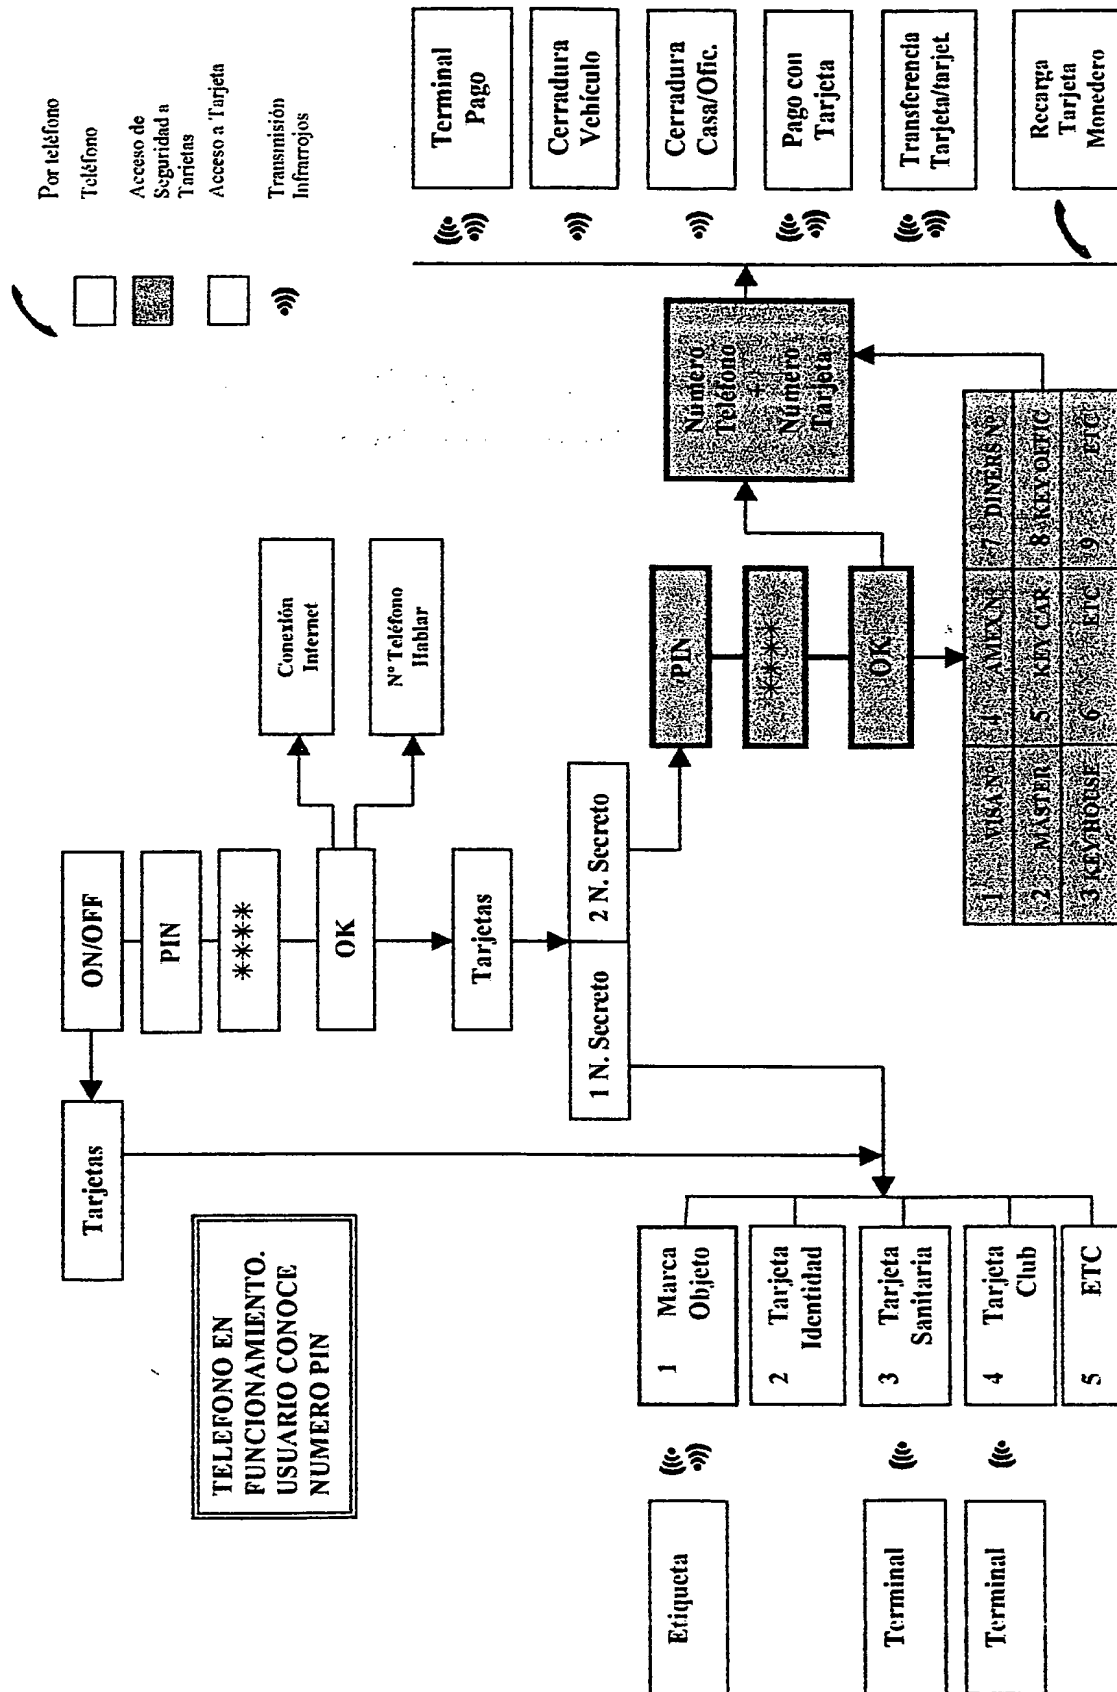 TELEFONO EN
FUNCIONAMIENTO.
USUARIO CONOCE
NUMERO PIN
Tarjetas
ON/OFF
PIN
****
OK
Conexión
Internet
Nº Teléfono
Hablar
Tarjetas
1 N. Secreto
2 N. Secreto
Por teléfono
Teléfono
Acceso de
Seguridad a
Tarjetas
Acceso a Tarjeta
Transmisión
Infrarrojos
Etiqueta
1 Marca
Objeto
2 Tarjeta
Identidad
Terminal
3 Tarjeta
Sanitaria
Terminal
4 Tarjeta
Club
5 ETC
PIN
***
OK
1 VISA Nº
4 AMEX Nº
7 DINERS Nº
2 MASTER
5 KEY CAR
8 KEY OFFIC
3 KEY HOUSE
6 ETC
9 ETC
Número
Teléfono
+
Número
Tarjeta
Terminal
Pago
Cerradura
Vehículo
Cerradura
Casa/Ofic.
Pago con
Tarjeta
Transferencia
Tarjeta/tarjet.
Recarga
Tarjeta
Monedero